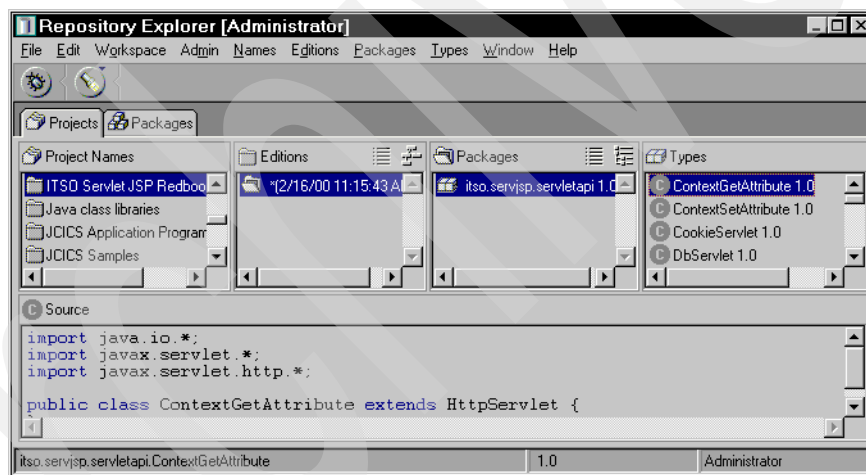 Repository Explorer [Administrator]
File Edit Workspace Admin Names Editions Packages Types Window Help
Projects Packages
Project Names
ITSO Servlet JSP Redboo
Java class libraries
JCICS Application Program
JCICS Samples
Editions
*(2/16/00 11:15:43 A
Packages
itso.servjsp.servletapi 1.0
Types
ContextGetAttribute 1.0
ContextSetAttribute 1.0
CookieServlet 1.0
DbServlet 1.0
Source
import java.io.*;
import javax.servlet.*;
import javax.servlet.http.*;
public class ContextGetAttribute extends HttpServlet {
itso.servjsp.servletapi.ContextGetAttribute 1.0 Administrator